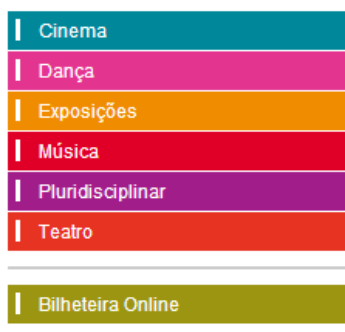 Cinema
Dança
Exposições
Música
Pluridisciplinar
Teatro
Bilheteira Online